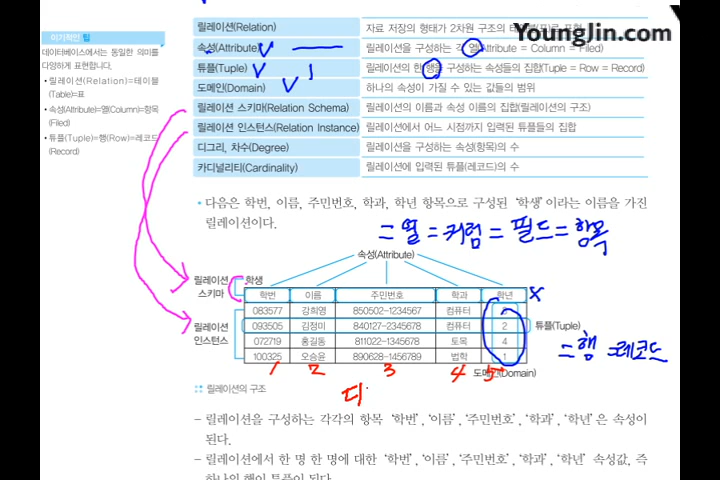 YoungJin.com
이기적인 팁
데이터베이스에서는 동일한 의미를
다양하게 표현합니다.
• 릴레이션(Relation)=테이블
(Table)=표
• 속성(Attribute)=열(Column)=항목
(Filed)
• 튜플(Tuple)=행(Row)=레코드
(Record)
릴레이션(Relation) 자료 저장의 형태가 2차원 구조의
속성(Attribute) 릴레이션을 구성하는 각 열(Attribute = Column = Filed)
튜플(Tuple) 릴레이션의 한 행을 구성하는 속성들의 집합(Tuple = Row = Record)
도메인(Domain) 하나의 속성이 가질 수 있는 값들의 범위
릴레이션 스키마(Relation Schema) 릴레이션의 이름과 속성 이름의 집합(릴레이션의 구조)
릴레이션 인스턴스(Relation Instance) 릴레이션에서 어느 시점까지 입력된 튜플들의 집합
디그리, 차수(Degree) 릴레이션을 구성하는 속성(항목)의 수
카디널리티(Cardinality) 릴레이션에 입력된 튜플(레코드)의 수
• 다음은 학번, 이름, 주민번호, 학과, 학년 항목으로 구성된 '학생'이라는 이름을 가진
릴레이션이다.
= 열 = 커럼 = 필드 = 항목
속성(Attribute)
릴레이션 스키마 학생
학번 이름 주민번호 학과 학년
릴레이션 인스턴스
083577 강희영 850502-1234567 컴퓨터
093505 김정미 840127-2345678 컴퓨터 2 튜플(Tuple)
072719 홍길동 811022-1345678 토목 4
100325 오승윤 890628-1456789 법학 1
= 행 = 레코드
1 2 3 4 5
도메인(Domain)
디
:: 릴레이션의 구조
– 릴레이션을 구성하는 각각의 항목 '학번', '이름', '주민번호', '학과', '학년'은 속성이
된다.
– 릴레이션에서 한 명 한 명에 대한 '학번', '이름', '주민번호', '학과', '학년' 속성값, 즉
하나의 행이 튜플이 된다.